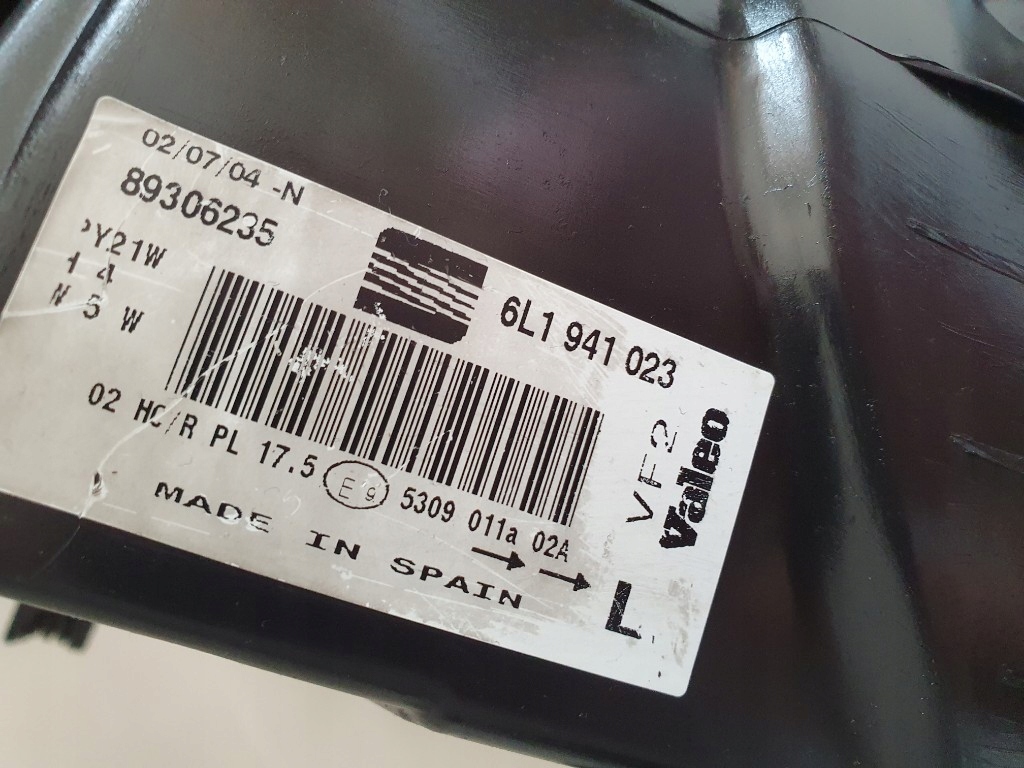 02/07/04 -N
89306235
PY21W
H4
W5W
6L1 941 023
02 HC/R PL 17.5 E9 5309 011a 02A
MADE IN SPAIN
VF2
Valeo
L